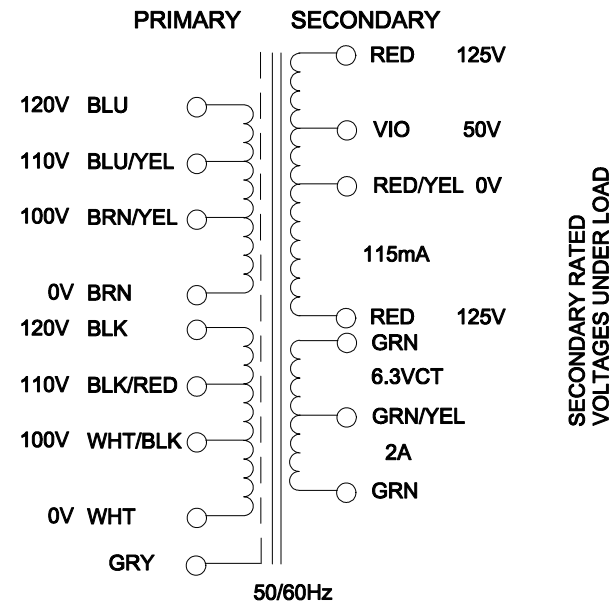 PRIMARY SECONDARY
RED 125V
120V BLU
VIO 50V
110V BLU/YEL
RED/YEL 0V
100V BRN/YEL
115mA
0V BRN
RED 125V
120V BLK
GRN
6.3VCT
110V BLK/RED
GRN/YEL
100V WHT/BLK
2A
GRN
0V WHT
GRY
50/60Hz
SECONDARY RATED
VOLTAGES UNDER LOAD